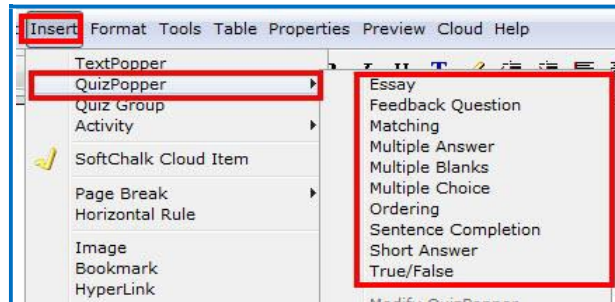 Insert Format Tools Table Properties Preview Cloud Help
TextPopper
QuizPopper
Quiz Group
Activity
SoftChalk Cloud Item
Page Break
Horizontal Rule
Image
Bookmark
HyperLink
Essay
Feedback Question
Matching
Multiple Answer
Multiple Blanks
Multiple Choice
Ordering
Sentence Completion
Short Answer
True/False
Modify QuizPopper